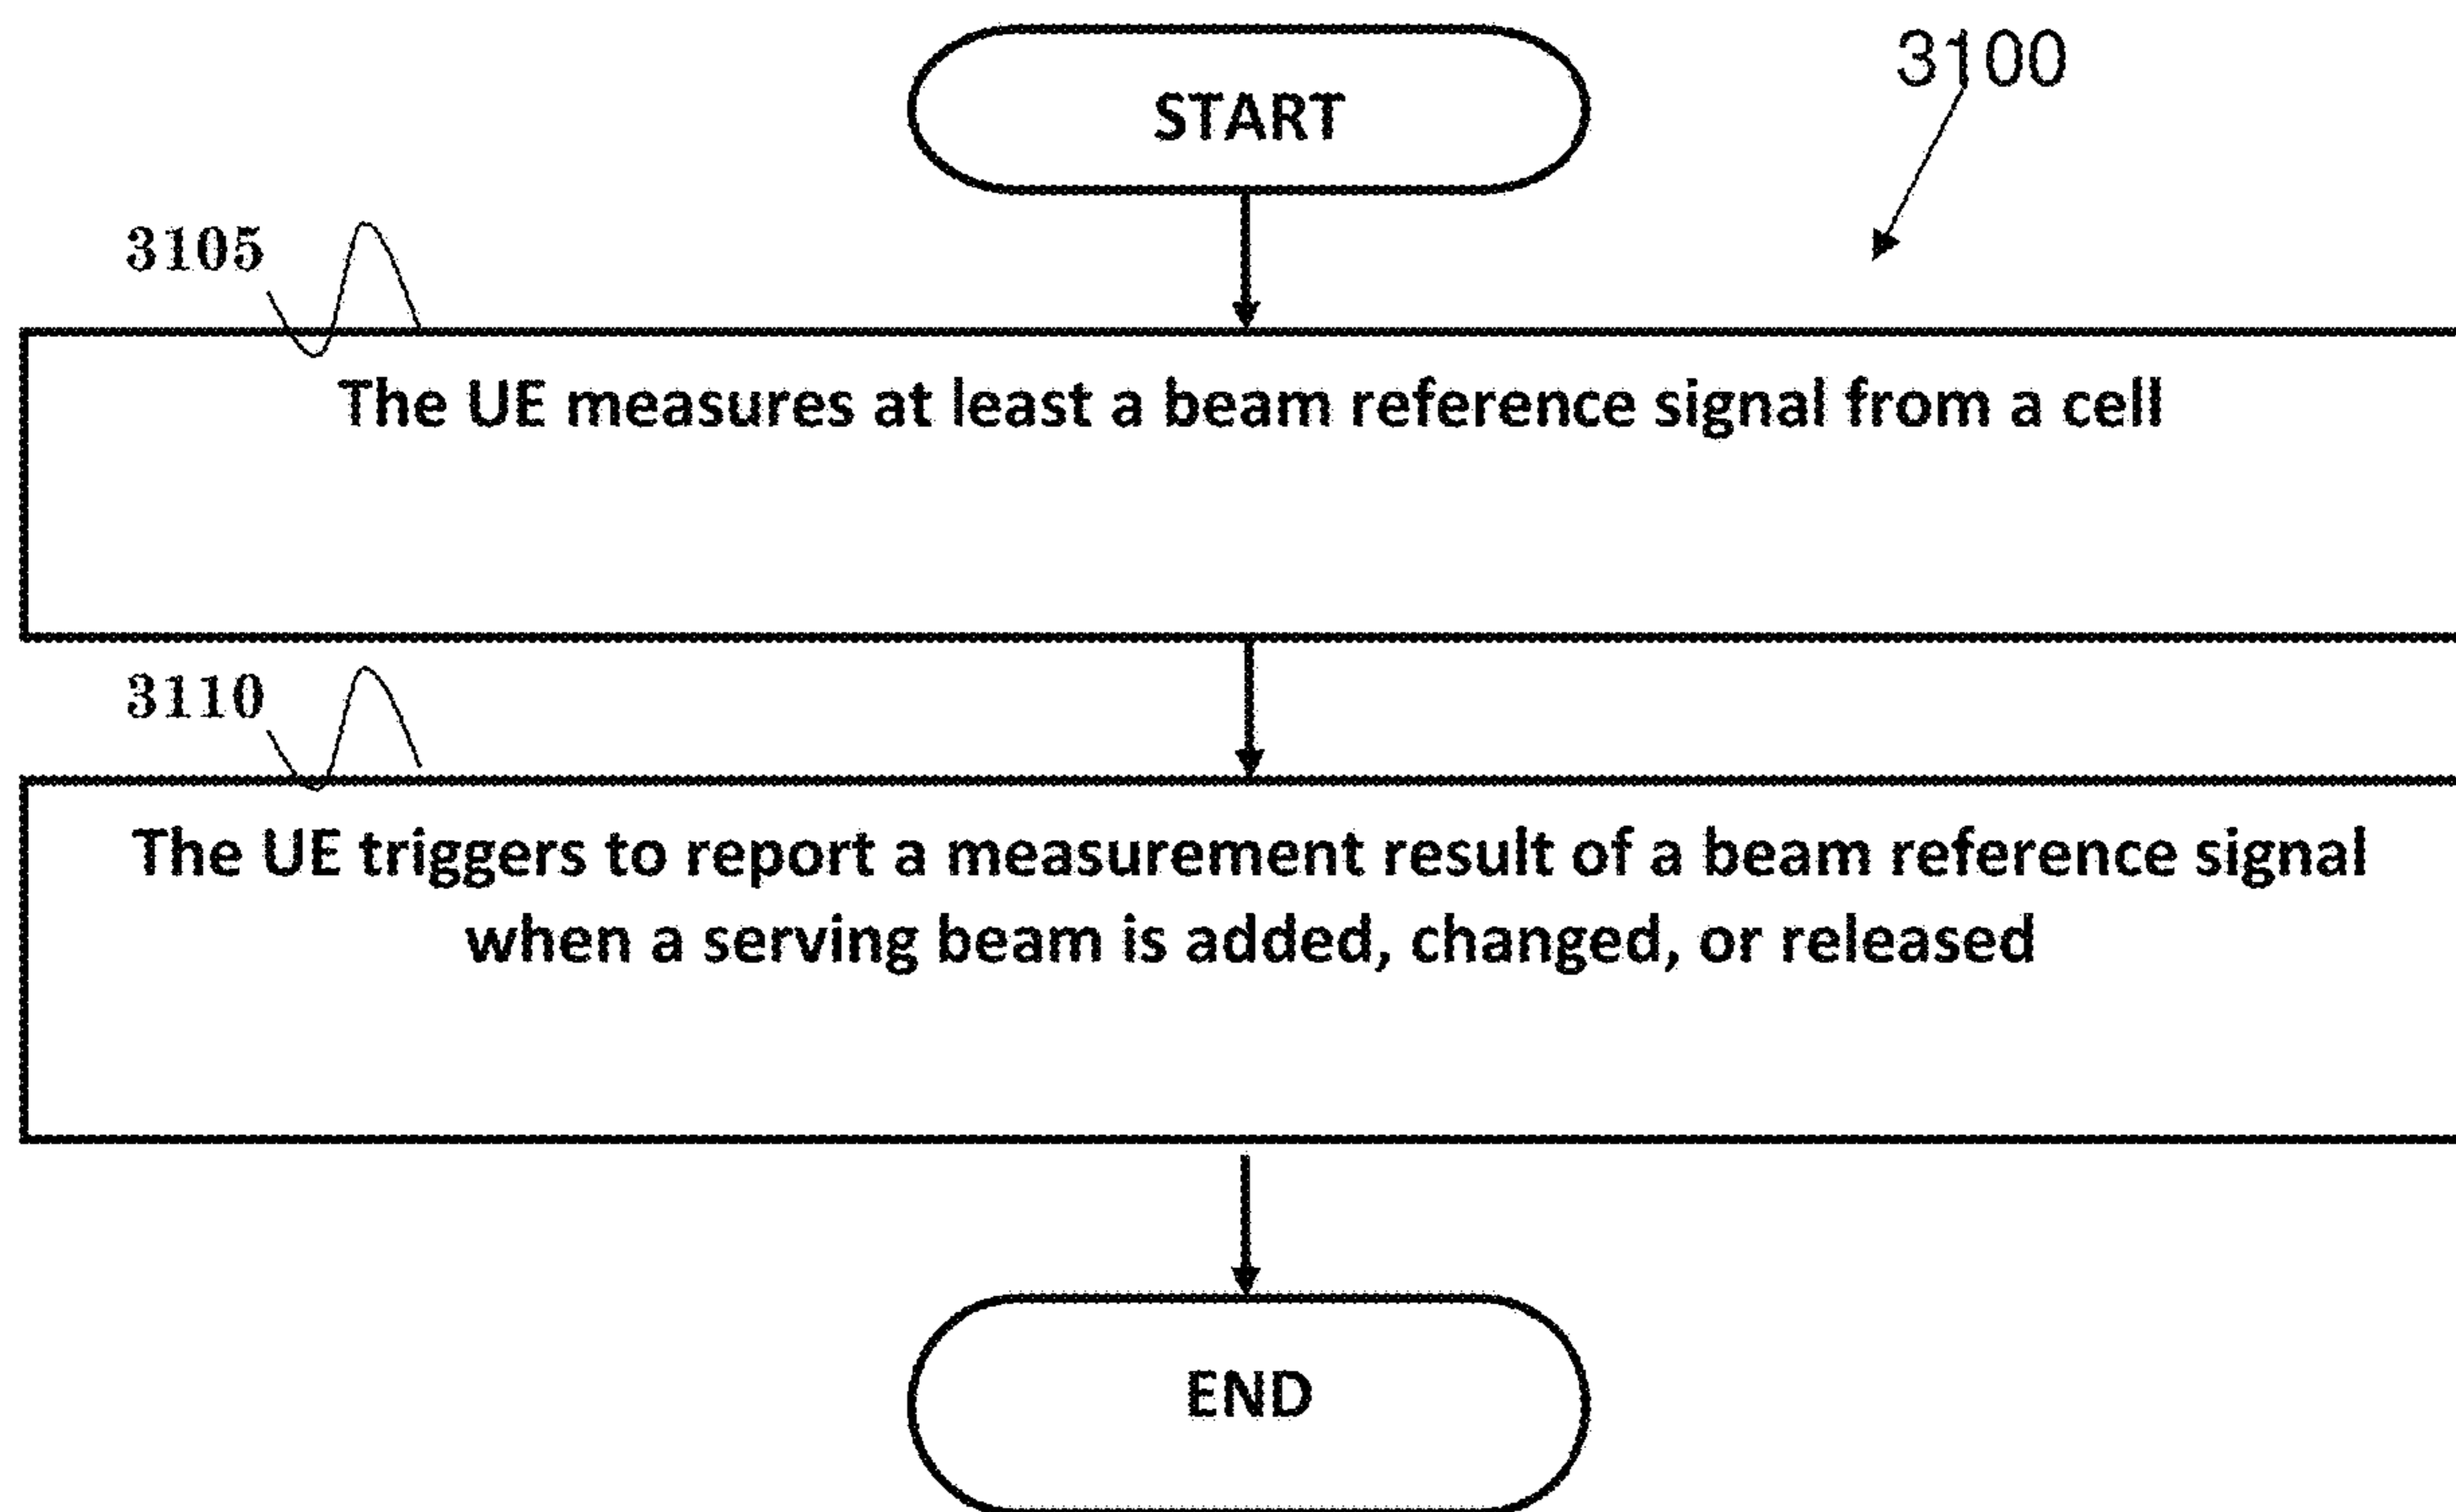 START
3100
3105
The UE measures at least a beam reference signal from a cell
3110
The UE triggers to report a measurement result of a beam reference signal
when a serving beam is added, changed, or released
END